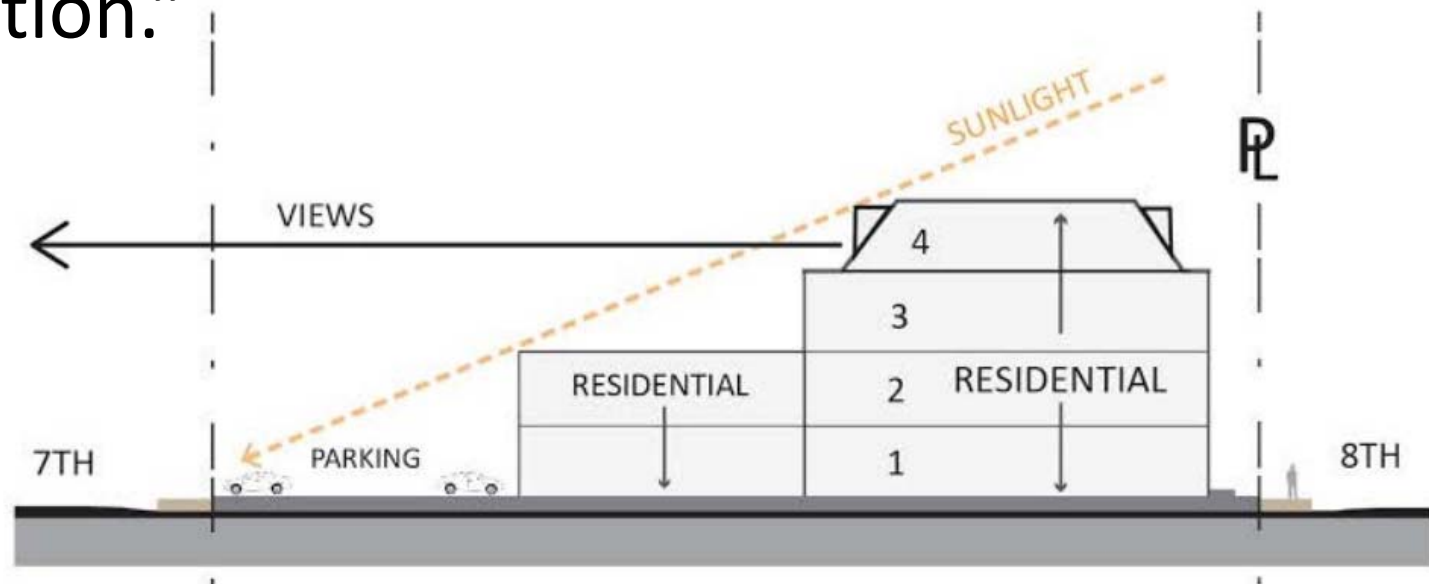 tion."
SUNLIGHT
PL
VIEWS
4
3
RESIDENTIAL
2
RESIDENTIAL
1
7TH
PARKING
8TH